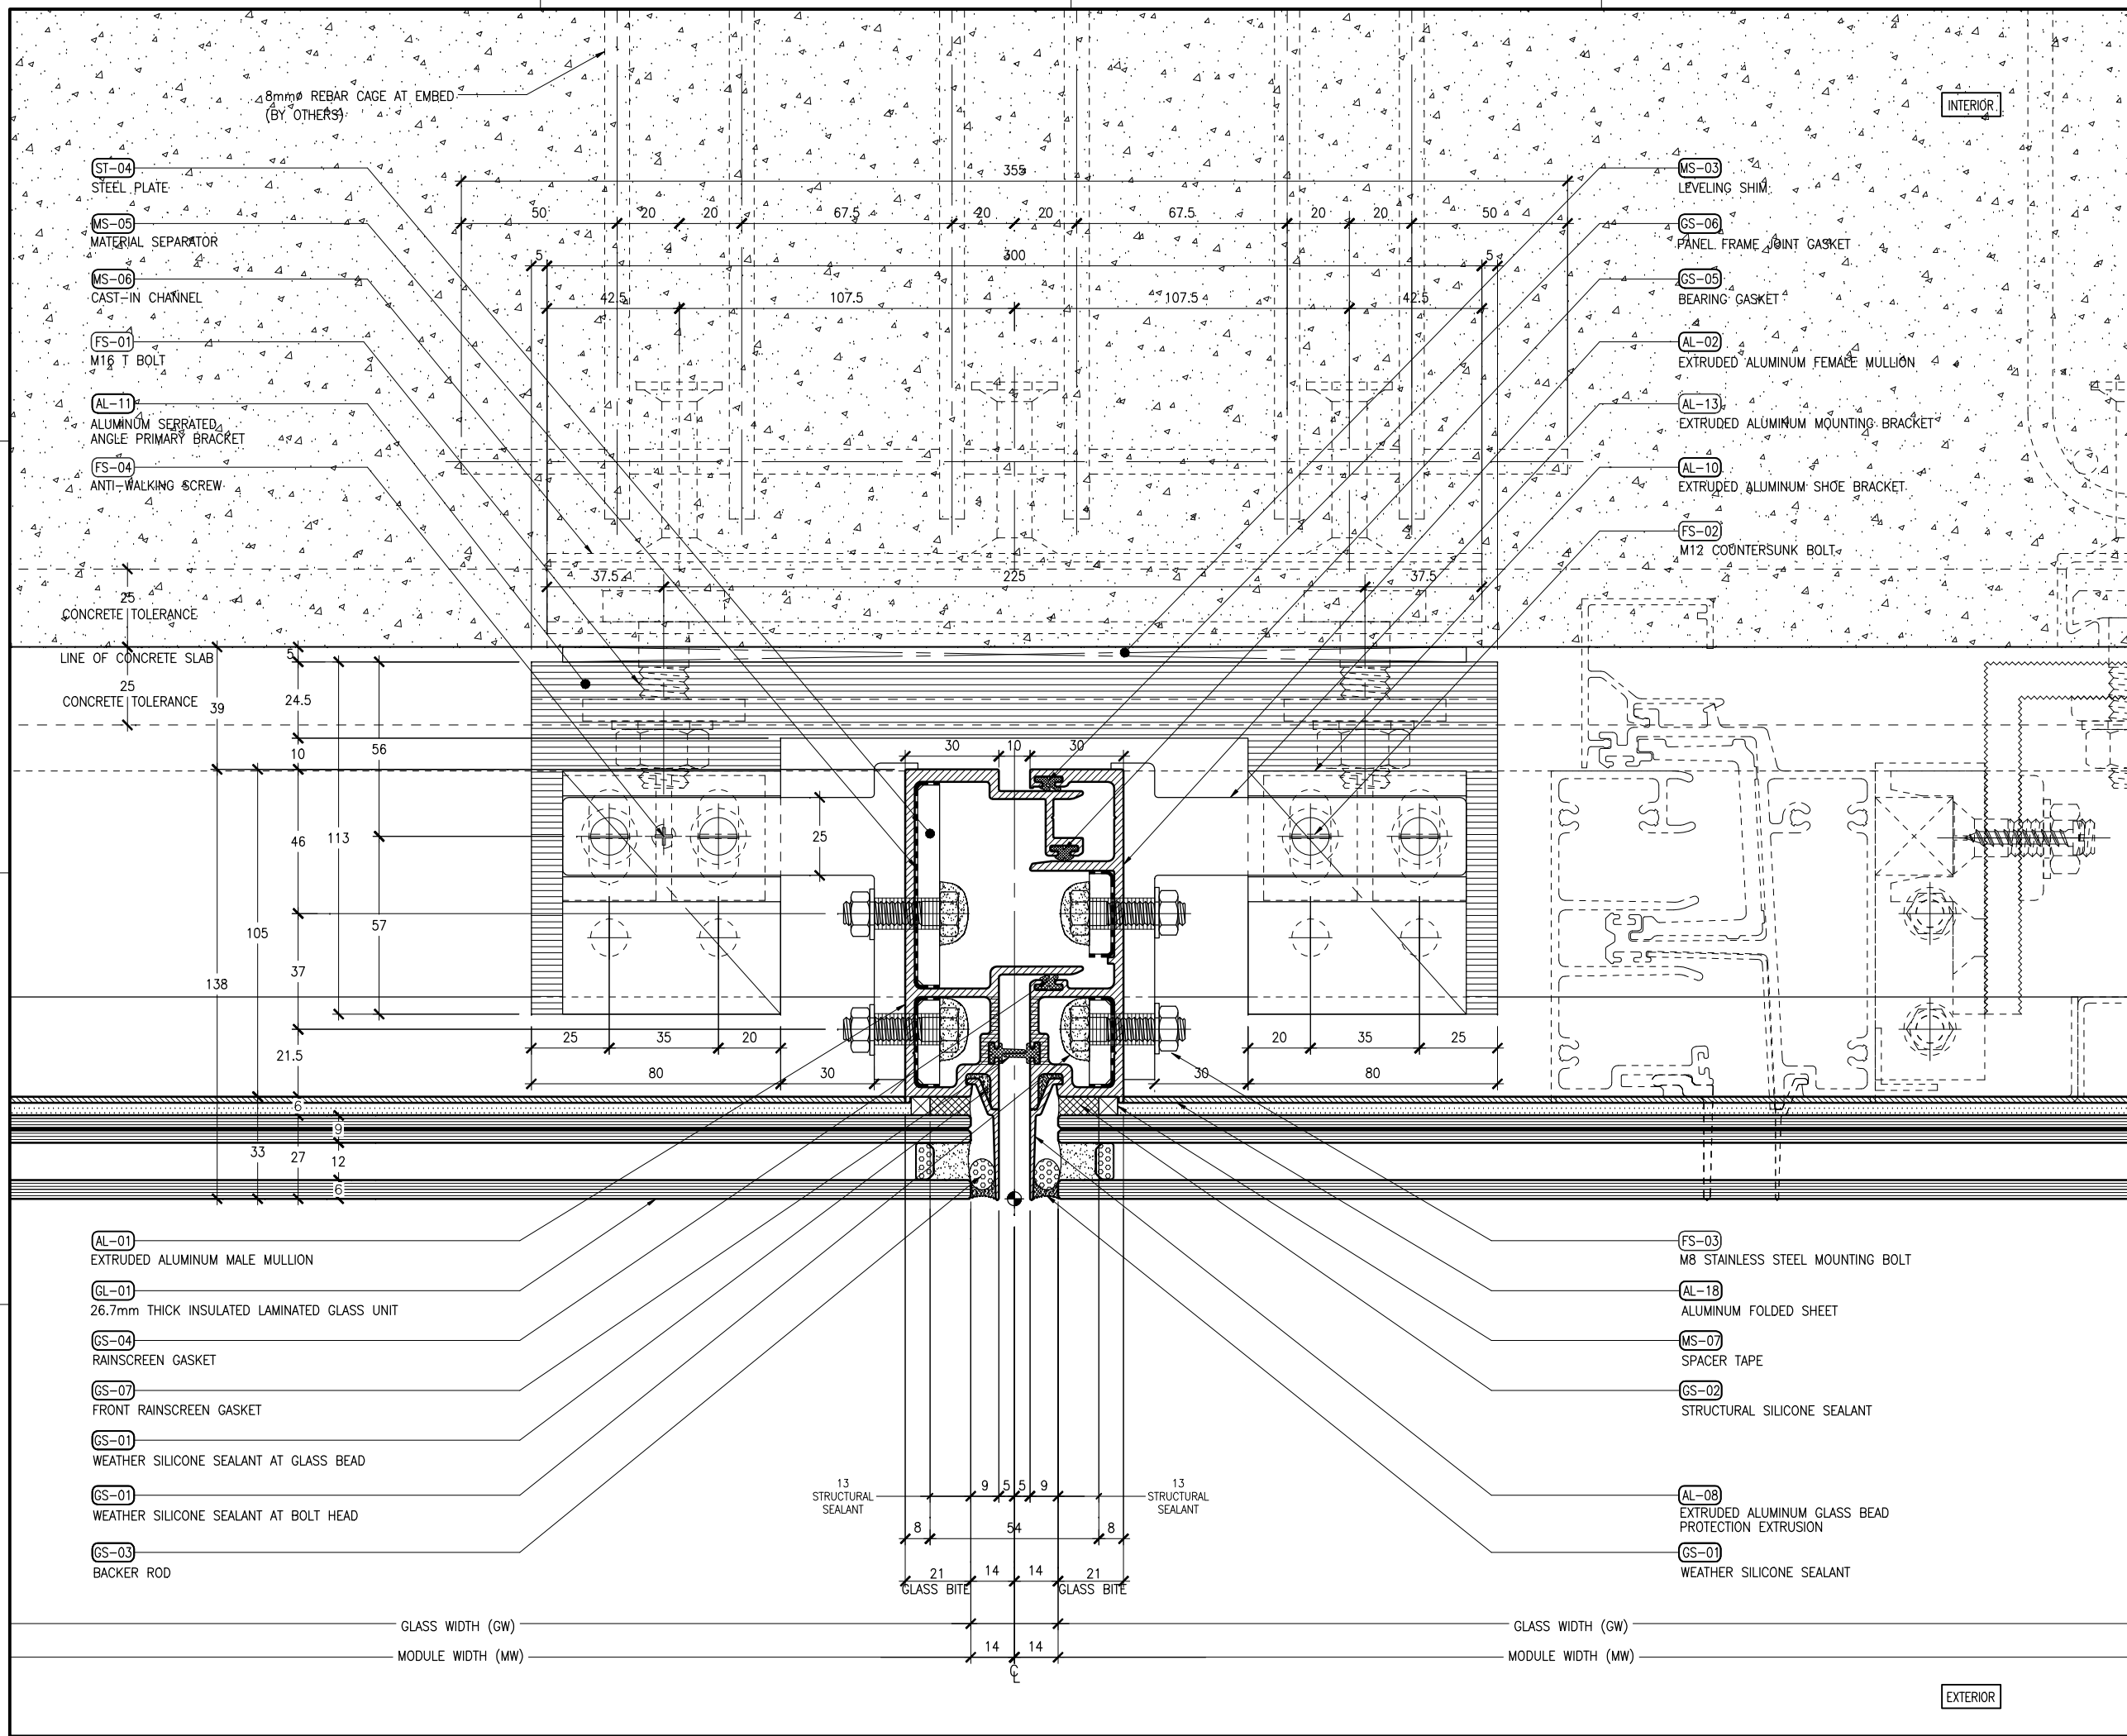 8mmø REBAR CAGE AT EMBED
(BY OTHERS)
INTERIOR
ST-04
STEEL PLATE
MS-05
MATERIAL SEPARATOR
MS-06
CAST-IN CHANNEL
FS-01
M16 T BOLT
AL-11
ALUMINUM SERRATED
ANGLE PRIMARY BRACKET
FS-04
ANTI-WALKING SCREW
MS-03
LEVELING SHIM
GS-06
PANEL FRAME JOINT GASKET
GS-05
BEARING GASKET
AL-02
EXTRUDED ALUMINUM FEMALE MULLION
AL-13
EXTRUDED ALUMINUM MOUNTING BRACKET
AL-10
EXTRUDED ALUMINUM SHOE BRACKET
FS-02
M12 COUNTERSUNK BOLT
355
50 20 20 67.5 20 20 67.5 20 20 50
5 300 5
42.5 107.5 107.5 42.5
37.5 225 37.5
25
CONCRETE TOLERANCE
LINE OF CONCRETE SLAB
25
CONCRETE TOLERANCE
5
39 24.5
10 56
30 10 30
46 113 25
105 57
138 37
21.5
25 35 20 20 35 25
80 30 30 80
6
9
33 27 12
6
AL-01
EXTRUDED ALUMINUM MALE MULLION
GL-01
26.7mm THICK INSULATED LAMINATED GLASS UNIT
GS-04
RAINSCREEN GASKET
GS-07
FRONT RAINSCREEN GASKET
GS-01
WEATHER SILICONE SEALANT AT GLASS BEAD
GS-01
WEATHER SILICONE SEALANT AT BOLT HEAD
GS-03
BACKER ROD
FS-03
M8 STAINLESS STEEL MOUNTING BOLT
AL-18
ALUMINUM FOLDED SHEET
MS-07
SPACER TAPE
GS-02
STRUCTURAL SILICONE SEALANT
AL-08
EXTRUDED ALUMINUM GLASS BEAD
PROTECTION EXTRUSION
GS-01
WEATHER SILICONE SEALANT
13
STRUCTURAL
SEALANT
9 5 5 9
13
STRUCTURAL
SEALANT
8 54 8
21 14 14 21
GLASS BITE GLASS BITE
GLASS WIDTH (GW) GLASS WIDTH (GW)
MODULE WIDTH (MW) 14 14 MODULE WIDTH (MW)
℄
EXTERIOR